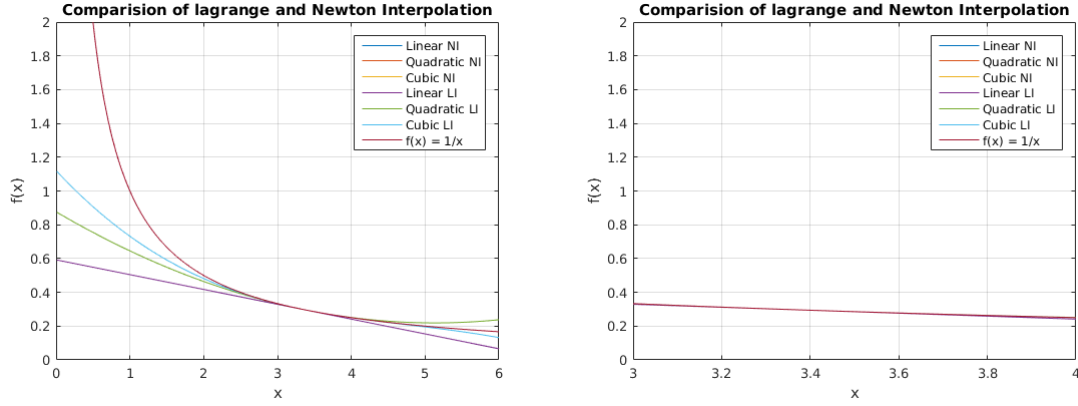 Comparision of lagrange and Newton Interpolation
2
1.8
1.6
1.4
1.2
1
0.8
0.6
0.4
0.2
0
f(x)
Linear NI
Quadratic NI
Cubic NI
Linear LI
Quadratic LI
Cubic LI
f(x) = 1/x
0 1 2 3 4 5 6
x
Comparision of lagrange and Newton Interpolation
2
1.8
1.6
1.4
1.2
1
0.8
0.6
0.4
0.2
0
f(x)
Linear NI
Quadratic NI
Cubic NI
Linear LI
Quadratic LI
Cubic LI
f(x) = 1/x
3 3.2 3.4 3.6 3.8 4
x